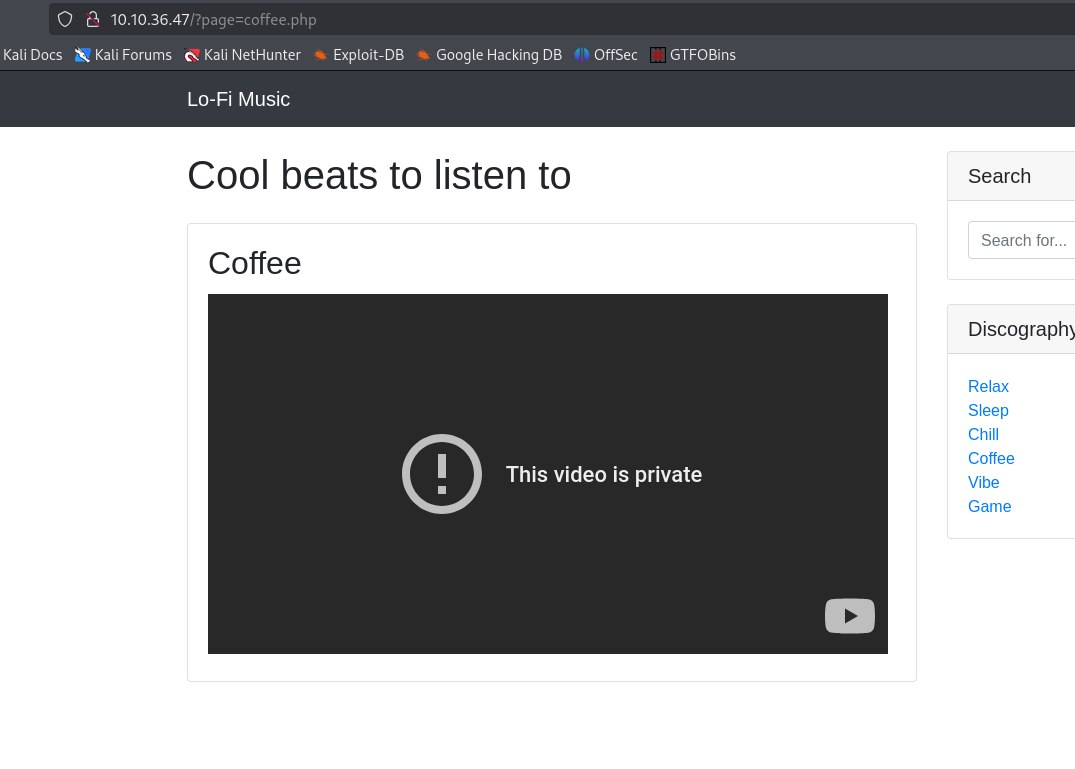 10.10.36.47/?page=coffee.php
Kali Docs Kali Forums Kali NetHunter Exploit-DB Google Hacking DB OffSec GTFOBins
Lo-Fi Music
Cool beats to listen to
Coffee
This video is private
Search
Search for...
Discography
Relax
Sleep
Chill
Coffee
Vibe
Game